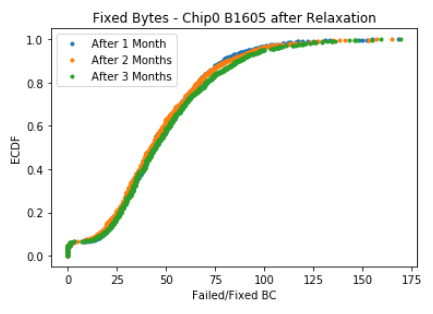 Fixed Bytes - Chip0 B1605 after Relaxation
After 1 Month
After 2 Months
After 3 Months
ECDF
1.0
0.8
0.6
0.4
0.2
0.0
0 25 50 75 100 125 150 175
Failed/Fixed BC